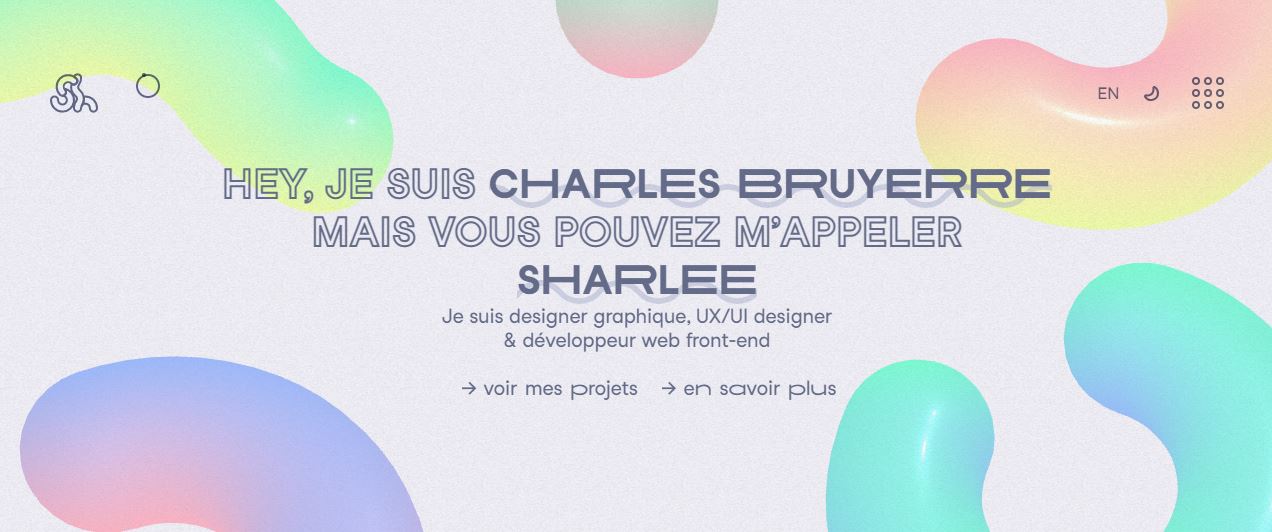 EN
HEY, JE SUIS CHARLES BRUYERRE
MAIS VOUS POUVEZ M’APPELER
SHARLEE
Je suis designer graphique, UX/UI designer
& développeur web front-end
→ voir mes projets → en savoir plus